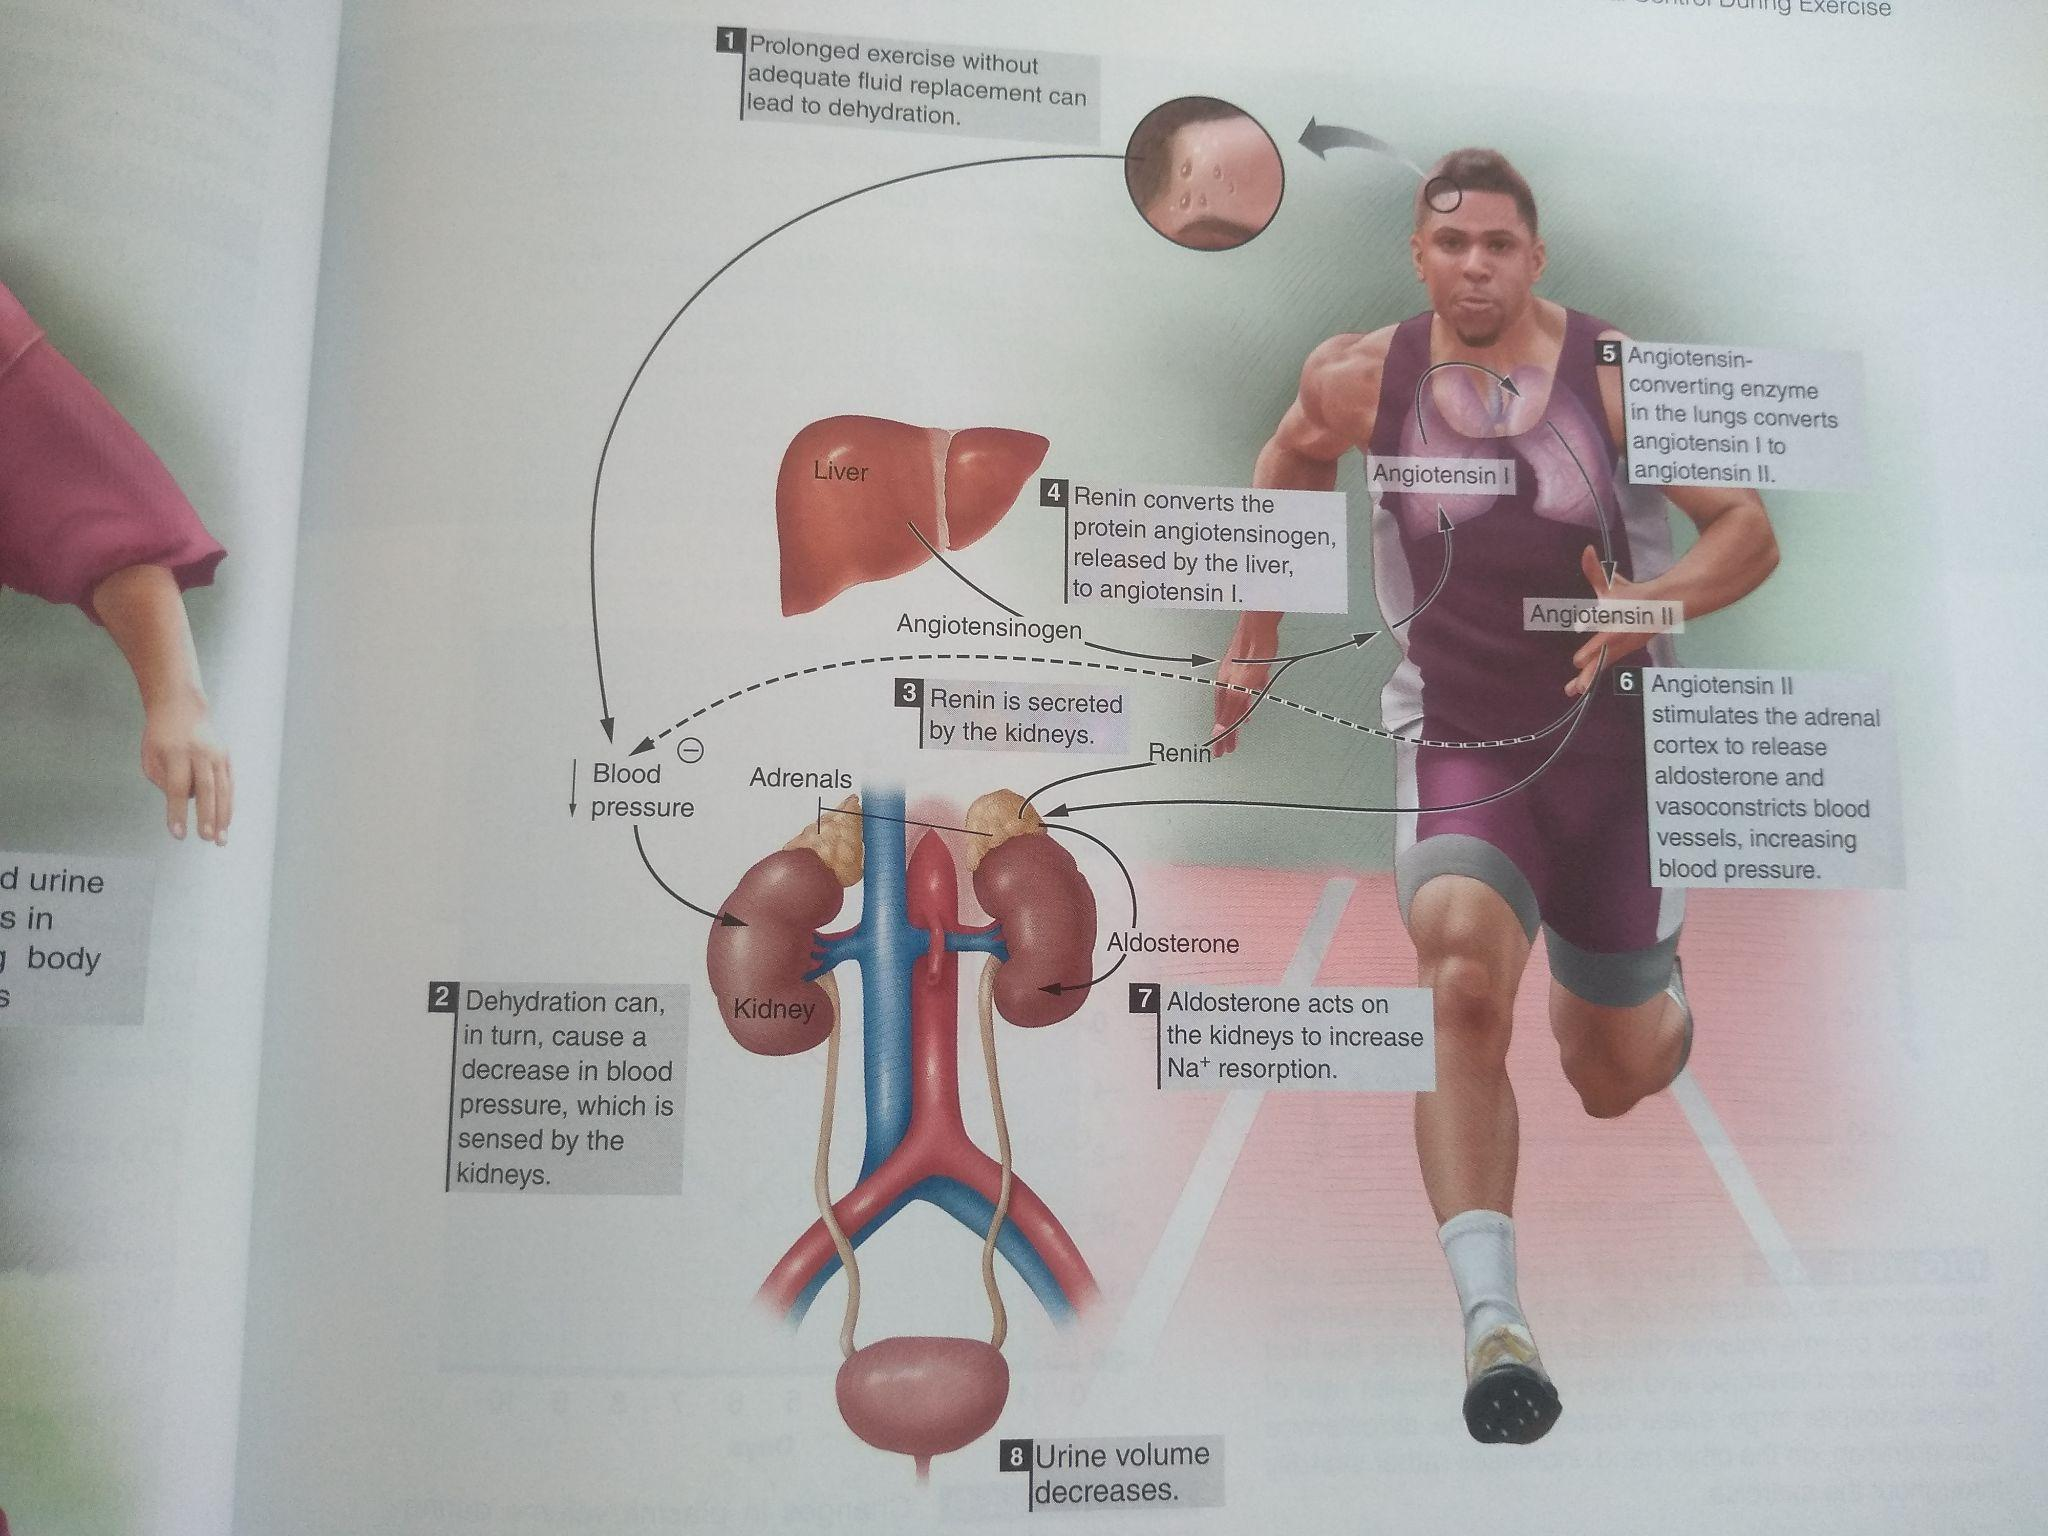 Control During Exercise
1 Prolonged exercise without
adequate fluid replacement can
lead to dehydration.
5 Angiotensin-
converting enzyme
in the lungs converts
angiotensin I to
angiotensin II.
Liver
Angiotensin I
4 Renin converts the
protein angiotensinogen,
released by the liver,
to angiotensin I.
Angiotensinogen
Angiotensin II
3 Renin is secreted
by the kidneys.
Renin
6 Angiotensin II
stimulates the adrenal
cortex to release
aldosterone and
vasoconstricts blood
vessels, increasing
blood pressure.
Blood
pressure
Adrenals
d urine
s in
body
s
Aldosterone
Kidney
2 Dehydration can,
in turn, cause a
decrease in blood
pressure, which is
sensed by the
kidneys.
7 Aldosterone acts on
the kidneys to increase
Na⁺ resorption.
8 Urine volume
decreases.